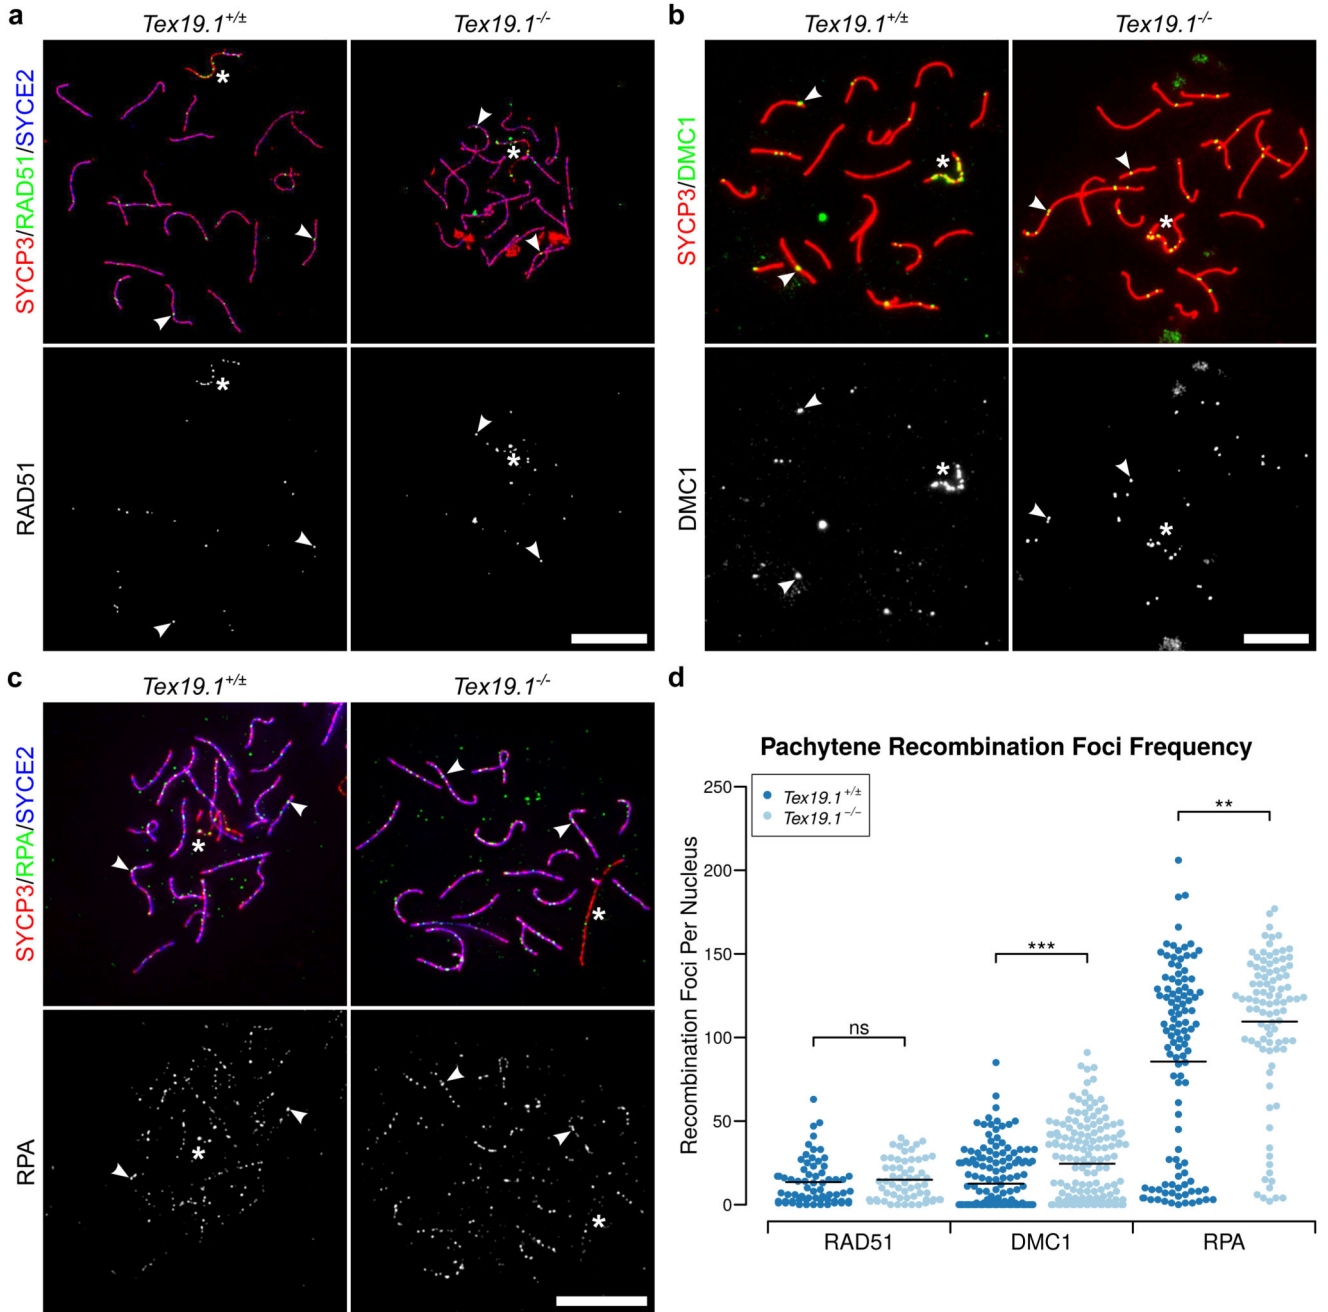 a
Tex19.1+/± Tex19.1-/-
SYCP3/RAD51/SYCE2
*
*
RAD51
*
*
b
Tex19.1+/± Tex19.1-/-
SYCP3/DMC1
*
*
DMC1
*
*
c
Tex19.1+/± Tex19.1-/-
SYCP3/RPA/SYCE2
*
*
RPA
*
*
d
Pachytene Recombination Foci Frequency
Tex19.1+/±
Tex19.1−/−
Recombination Foci Per Nucleus
250
200
150
100
50
0
ns
***
**
RAD51 DMC1 RPA